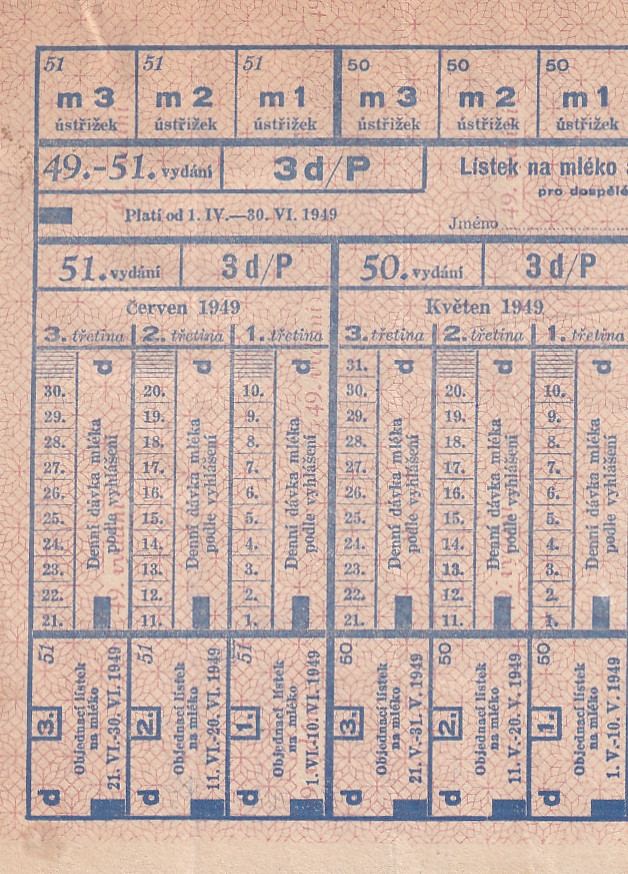 51 51 51 50 50 50
m 3 m 2 m 1 m 3 m 2 m 1
ústřižek ústřižek ústřižek ústřižek ústřižek ústřižek
49.-51. vydání 3 d/P Lístek na mléko
pro dospělé
Platí od 1. IV.—30. VI. 1949
Jméno
51. vydání 3 d/P 50. vydání 3 d/P
červen 1949 Květen 1949
3. třetina 2. třetina 1. třetina 3. třetina 2. třetina 1. třetina
d d d 31. d d d
30. 20. 10. 30. 20. 10.
29. 19. 9. 29. 19. 9.
28. 18. 8. 28. 18. 8.
27. 17. 7. 27. 17. 7.
26. 16. 6. 26. 16. 6.
25. 15. 5. 25. 15. 5.
24. 14. 4. 24. 14. 4.
23. 13. 3. 23. 13. 3.
22. 12. 2. 22. 12. 2.
21. 11. 1. 21. 11. 1.
Denní dávka mléka
podle vyhlášení
Denní dávka mléka
podle vyhlášení
Denní dávka mléka
podle vyhlášení
Denní dávka mléka
podle vyhlášení
Denní dávka mléka
podle vyhlášení
Denní dávka mléka
podle vyhlášení
d 3. 51
Objednací lístek
na mléko
21. VI.-30. VI. 1949
d 2. 51
Objednací lístek
na mléko
11. VI.-20. VI. 1949
d 1. 51
Objednací lístek
na mléko
1. VI.-10. VI. 1949
d 3. 50
Objednací lístek
na mléko
21. V.-31. V. 1949
d 2. 50
Objednací lístek
na mléko
11. V.-20. V. 1949
d 1. 50
Objednací lístek
na mléko
1. V.-10. V. 1949